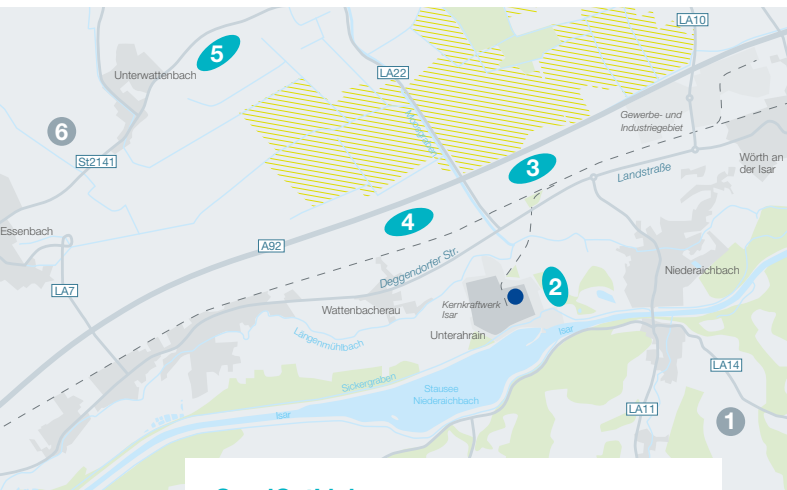 LA10
5
Unterwattenbach
LA22
Moosgraben
Gewerbe- und
Industriegebiet
6
St2141
3
Wörth an
der Isar
Landstraße
4
Essenbach
A92
Deggendorfer Str.
Niederaichbach
LA7
2
Wattenbacherau
Kernkraftwerk
Isar
Unterahrain
Längenmühlbach
Isar
LA14
Sickergraben
Stausee
Niederaichbach
LA11
Isar
1